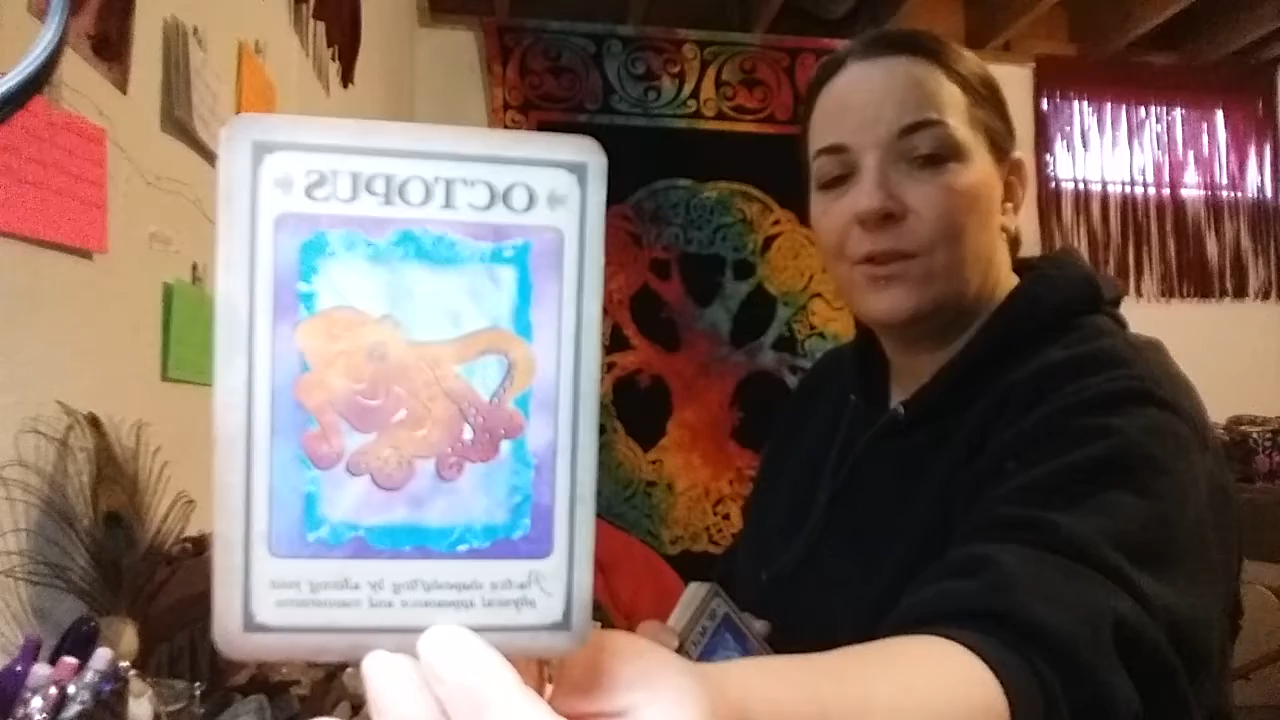 OCTOPUS
Practice shapeshifting by altering your
physical appearance and mannerisms